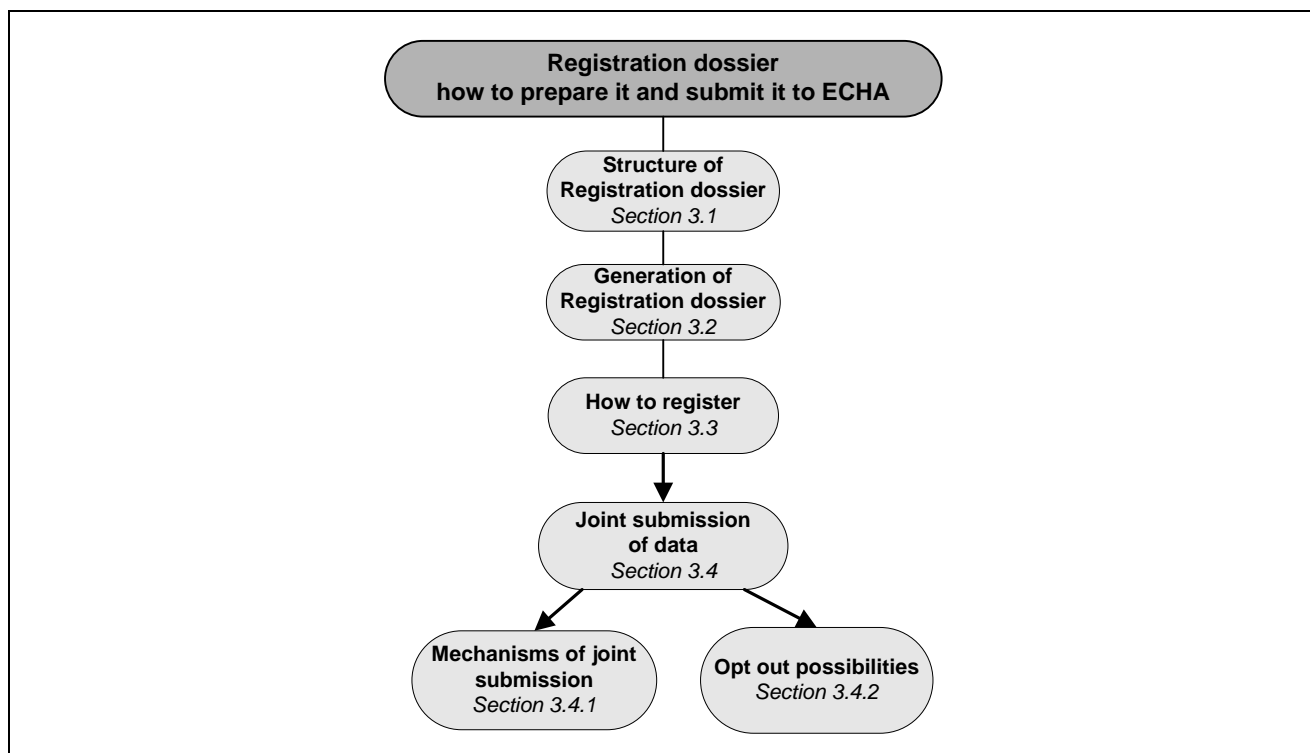 Registration dossier
how to prepare it and submit it to ECHA
Structure of
Registration dossier
Section 3.1
Generation of
Registration dossier
Section 3.2
How to register
Section 3.3
Joint submission
of data
Section 3.4
Mechanisms of joint
submission
Section 3.4.1
Opt out possibilities
Section 3.4.2